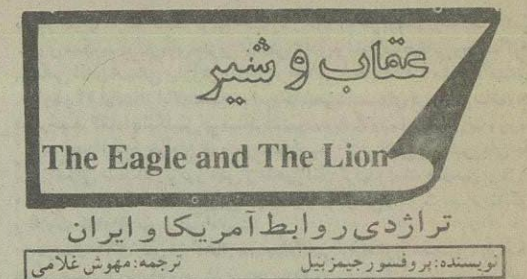 عقاب و شیر
The Eagle and The Lion
تراژدی روابط آمریکا و ایران
نویسنده: پروفسور جیمز بیل ترجمه: مهوش غلامی